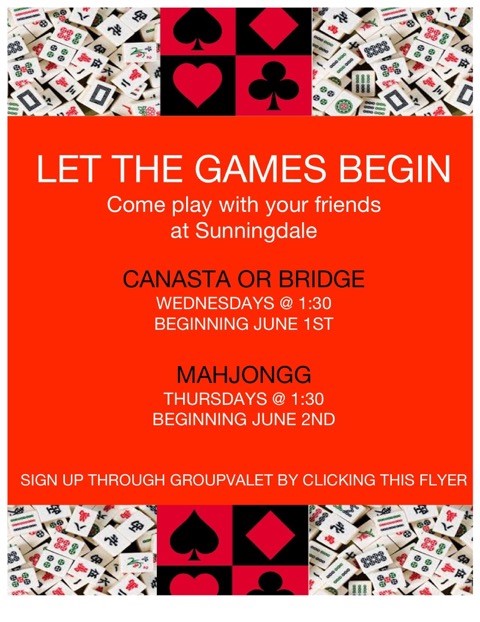 LET THE GAMES BEGIN
Come play with your friends
at Sunningdale
CANASTA OR BRIDGE
WEDNESDAYS @ 1:30
BEGINNING JUNE 1ST
MAHJONGG
THURSDAYS @ 1:30
BEGINNING JUNE 2ND
SIGN UP THROUGH GROUPVALET BY CLICKING THIS FLYER